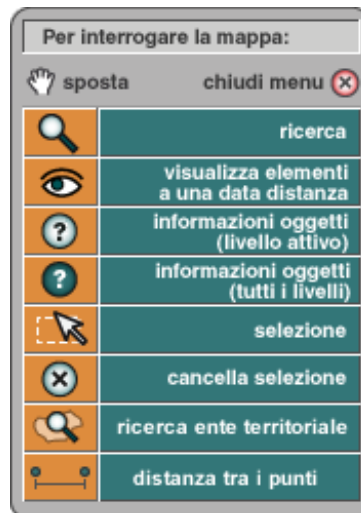 Per interrogare la mappa:
sposta chiudi menu
ricerca
visualizza elementi
a una data distanza
informazioni oggetti
(livello attivo)
informazioni oggetti
(tutti i livelli)
selezione
cancella selezione
ricerca ente territoriale
distanza tra i punti